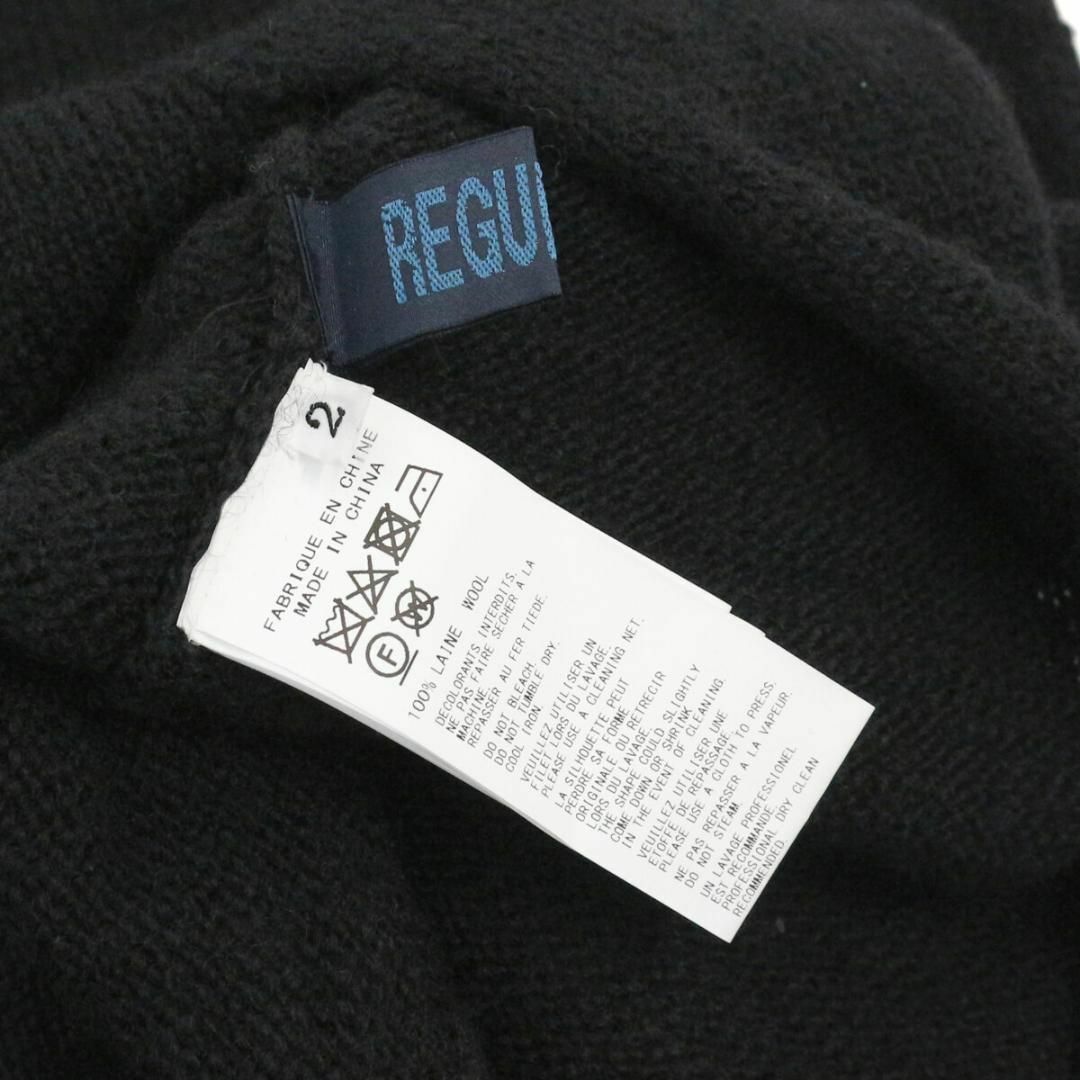 REGU
2
FABRIQUE EN CHINE
MADE IN CHINA
F
W
100% LAINE WOOL
DECOLORANTS INTERDITS.
NE PAS FAIRE SECHER A LA
MACHINE.
REPASSER AU FER TIEDE.
DO NOT BLEACH.
DO NOT TUMBLE DRY.
COOL IRON.
VEUILLEZ UTILISER UN
FILET LORS DU LAVAGE.
PLEASE USE A CLEANING NET.
LA SILHOUETTE PEUT
PERDRE SA FORME
ORIGINALE OU RETRECIR
LORS DU LAVAGE.
THE SHAPE COULD SLIGHTLY
COME DOWN OR SHRINK
IN THE EVENT OF CLEANING.
VEUILLEZ UTILISER UNE
ETOFFE DE REPASSAGE.
PLEASE USE A CLOTH TO PRESS.
NE PAS REPASSER A LA VAPEUR.
DO NOT STEAM
UN LAVAGE PROFESSIONEL
EST RECOMMANDE.
PROFESSIONAL DRY CLEAN
RECOMMENDED.